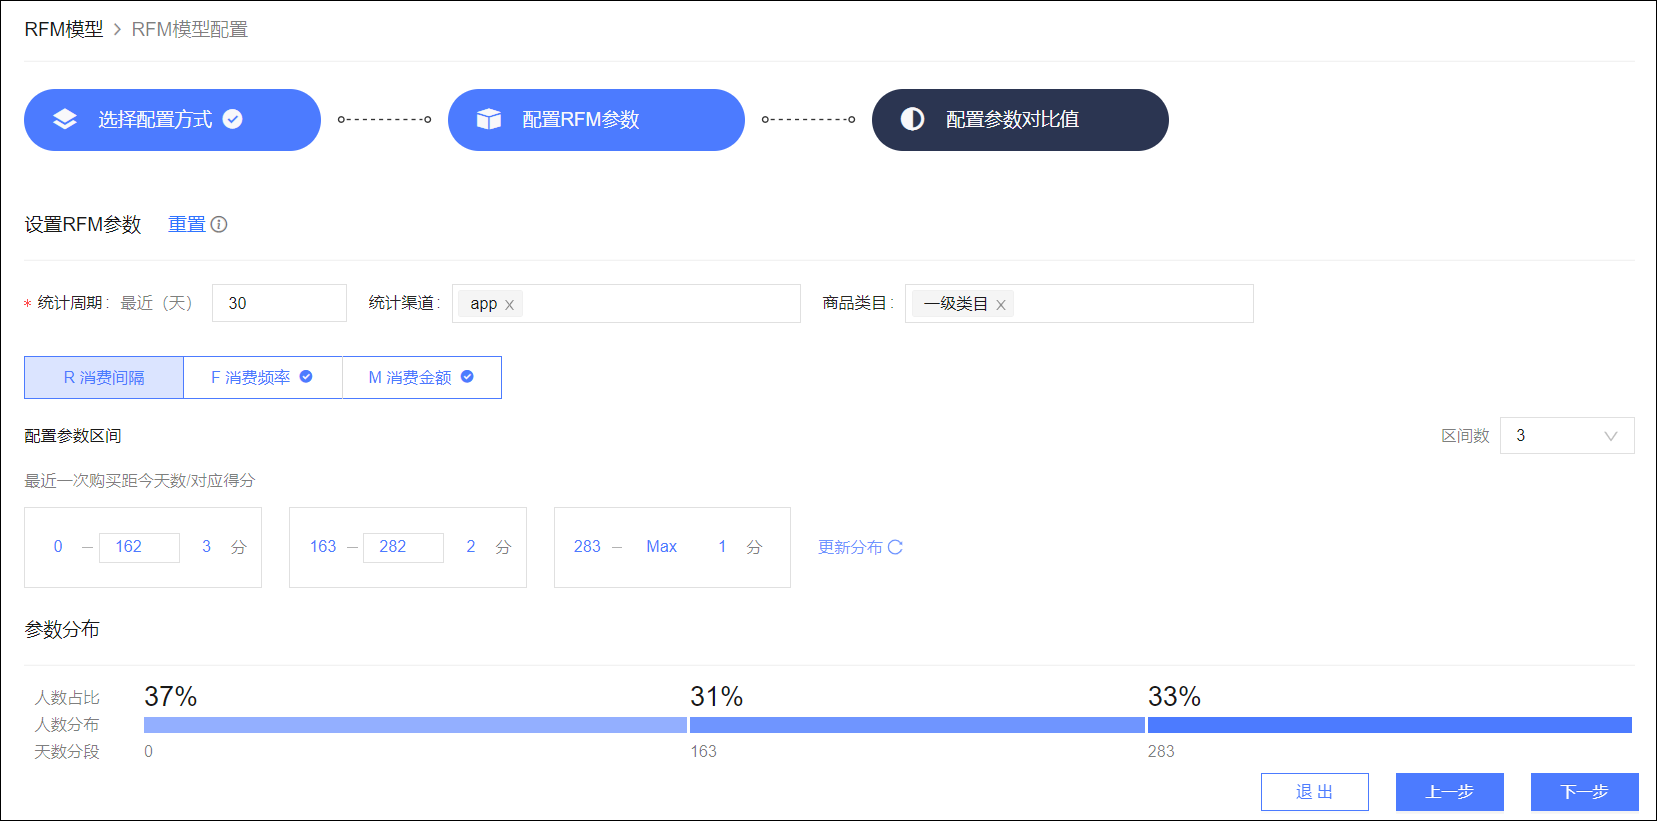 RFM模型 > RFM模型配置
选择配置方式 配置RFM参数 配置参数对比值
设置RFM参数 重置
* 统计周期: 最近（天） 30 统计渠道: app × 商品类目: 一级类目 ×
R 消费间隔 F 消费频率 M 消费金额
配置参数区间 区间数 3
最近一次购买距今天数/对应得分
0 – 162 3 分 163 – 282 2 分 283 – Max 1 分 更新分布
参数分布
人数占比 37% 31% 33%
人数分布
天数分段 0 163 283
退 出 上一步 下一步